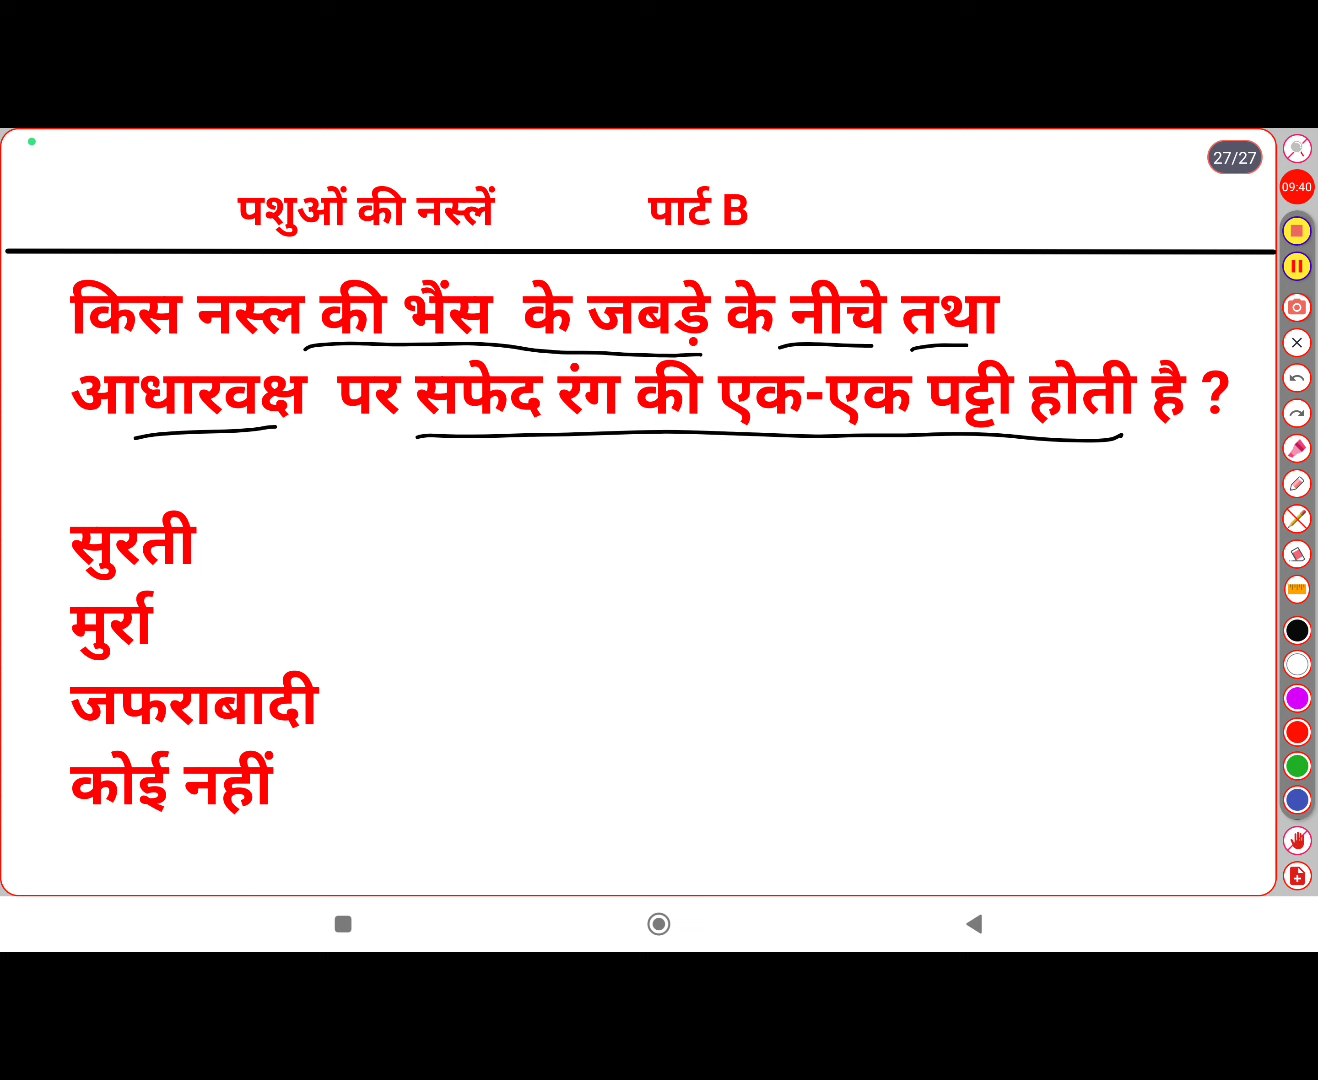 27/27
09:40
पशुओं की नस्लें पार्ट B
किस नस्ल की भैंस के जबड़े के नीचे तथा
आधारवक्ष पर सफेद रंग की एक-एक पट्टी होती है ?
सुरती
मुर्रा
जफराबादी
कोई नहीं